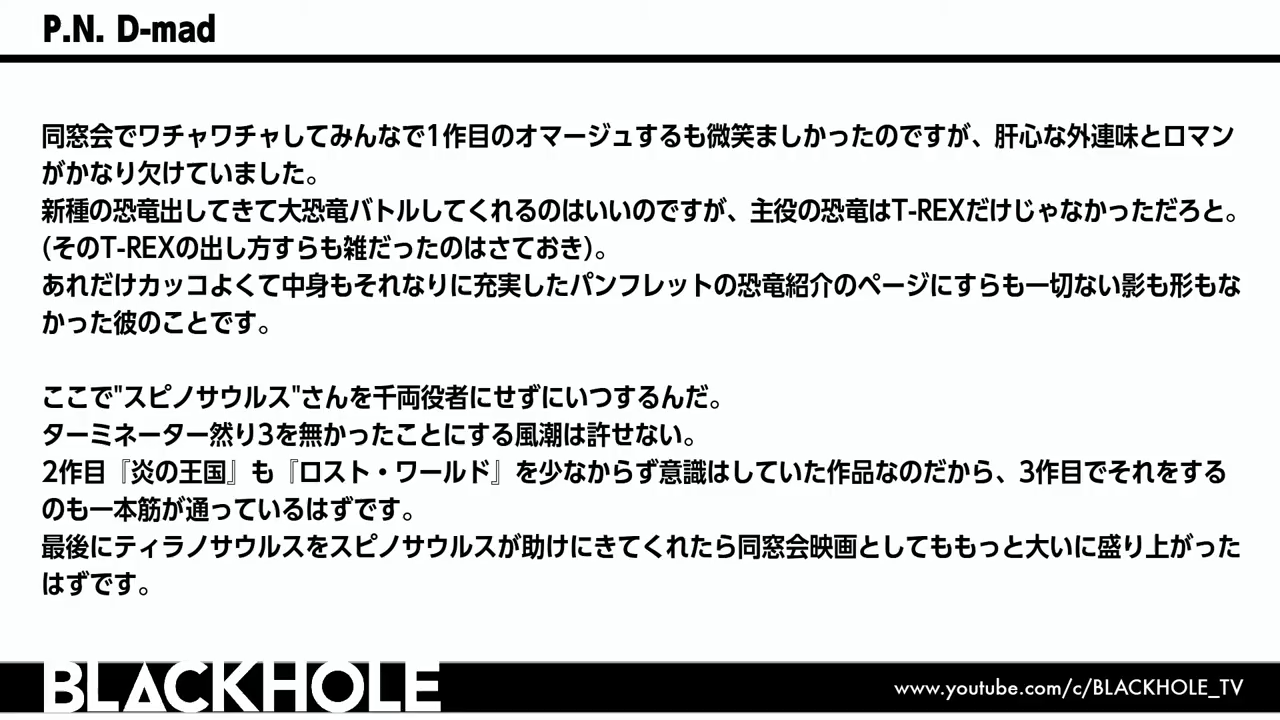 P.N. D-mad
同窓会でワチャワチャしてみんなで1作目のオマージュするも微笑ましかったのですが、肝心な外連味とロマン
がかなり欠けていました。
新種の恐竜出してきて大恐竜バトルしてくれるのはいいのですが、主役の恐竜はT-REXだけじゃなかっただろと。
(そのT-REXの出し方すらも雑だったのはさておき)。
あれだけカッコよくて中身もそれなりに充実したパンフレットの恐竜紹介のページにすらも一切ない影も形もな
かった彼のことです。
ここで"スピノサウルス"さんを千両役者にせずにいつするんだ。
ターミネーター然り3を無かったことにする風潮は許せない。
2作目『炎の王国』も『ロスト・ワールド』を少なからず意識はしていた作品なのだから、3作目でそれをする
のも一本筋が通っているはずです。
最後にティラノサウルスをスピノサウルスが助けにきてくれたら同窓会映画としてももっと大いに盛り上がった
はずです。
BLACKHOLE
www.youtube.com/c/BLACKHOLE_TV